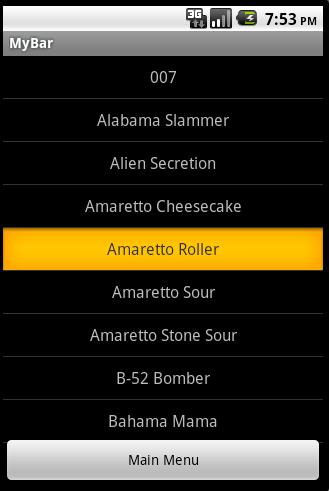 3G 7:53 PM
MyBar
007
Alabama Slammer
Alien Secretion
Amaretto Cheesecake
Amaretto Roller
Amaretto Sour
Amaretto Stone Sour
B-52 Bomber
Bahama Mama
Main Menu